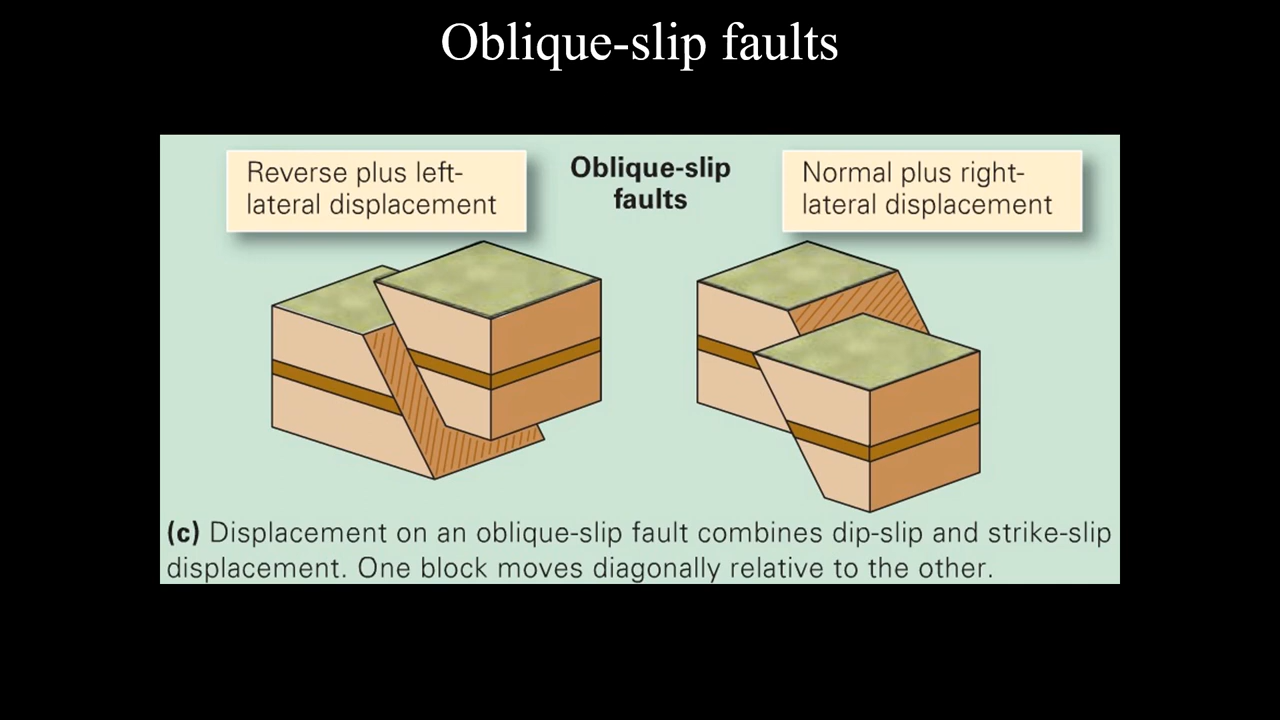 Oblique-slip faults
Reverse plus left-
lateral displacement
Oblique-slip
faults
Normal plus right-
lateral displacement
(c) Displacement on an oblique-slip fault combines dip-slip and strike-slip
displacement. One block moves diagonally relative to the other.